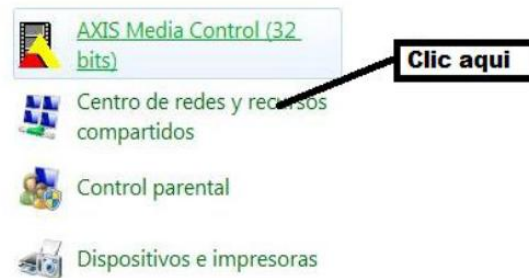 AXIS Media Control (32
bits)
Clic aqui
Centro de redes y recursos
compartidos
Control parental
Dispositivos e impresoras